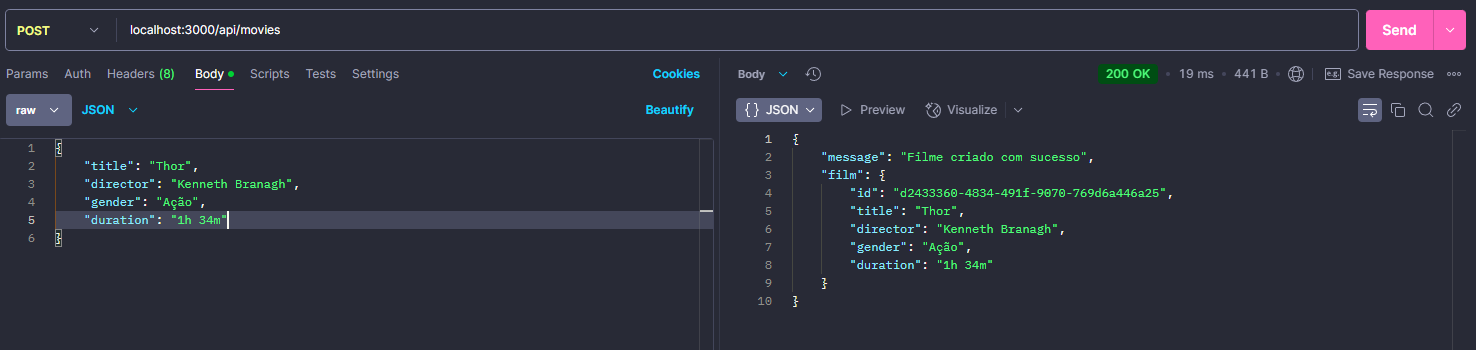 POST localhost:3000/api/movies Send
Params Auth Headers (8) Body Scripts Tests Settings Cookies
raw JSON Beautify
1 {
2 "title": "Thor",
3 "director": "Kenneth Branagh",
4 "gender": "Ação",
5 "duration": "1h 34m"
6 }
Body 200 OK • 19 ms • 441 B Save Response
{} JSON Preview Visualize
1 {
2 "message": "Filme criado com sucesso",
3 "film": {
4 "id": "d2433360-4834-491f-9070-769d6a446a25",
5 "title": "Thor",
6 "director": "Kenneth Branagh",
7 "gender": "Ação",
8 "duration": "1h 34m"
9 }
10 }